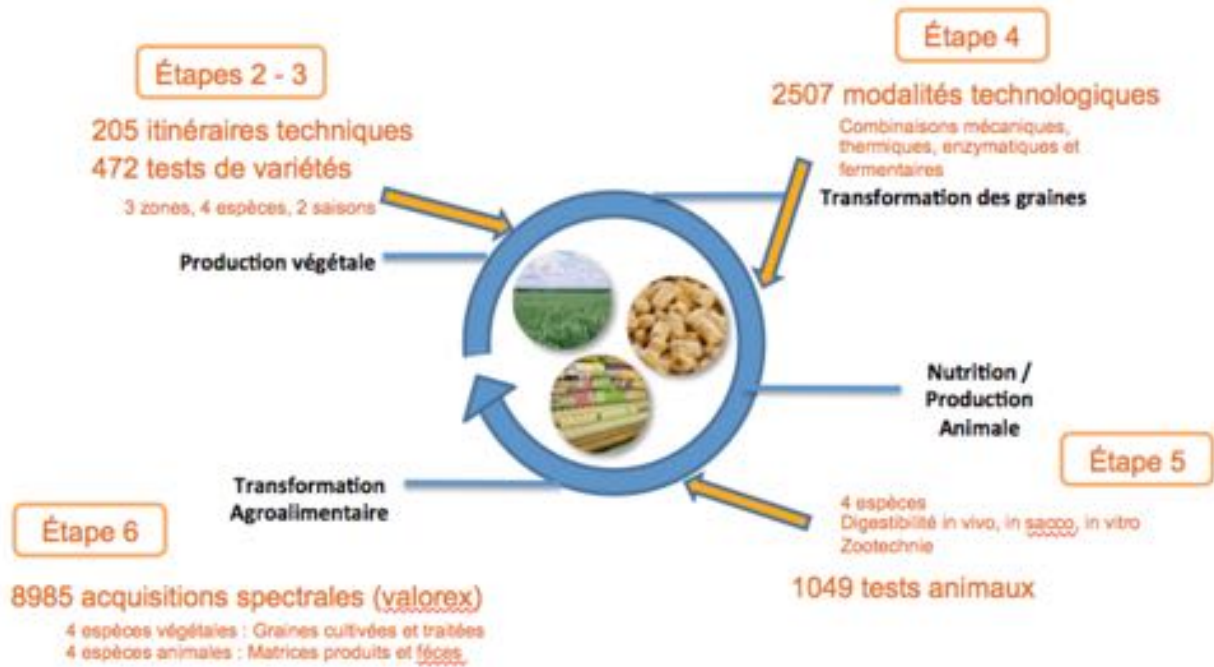 Étapes 2 - 3
205 itinéraires techniques
472 tests de variétés
3 zones, 4 espèces, 2 saisons
Production végétale
Étape 4
2507 modalités technologiques
Combinaisons mécaniques,
thermiques, enzymatiques et
fermentaires
Transformation des graines
Nutrition /
Production
Animale
Étape 5
4 espèces
Digestibilité in vivo, in sacco, in vitro
Zootechnie
1049 tests animaux
Transformation
Agroalimentaire
Étape 6
8985 acquisitions spectrales (valorex)
4 espèces végétales : Graines cultivées et traitées
4 espèces animales : Matrices produits et féces